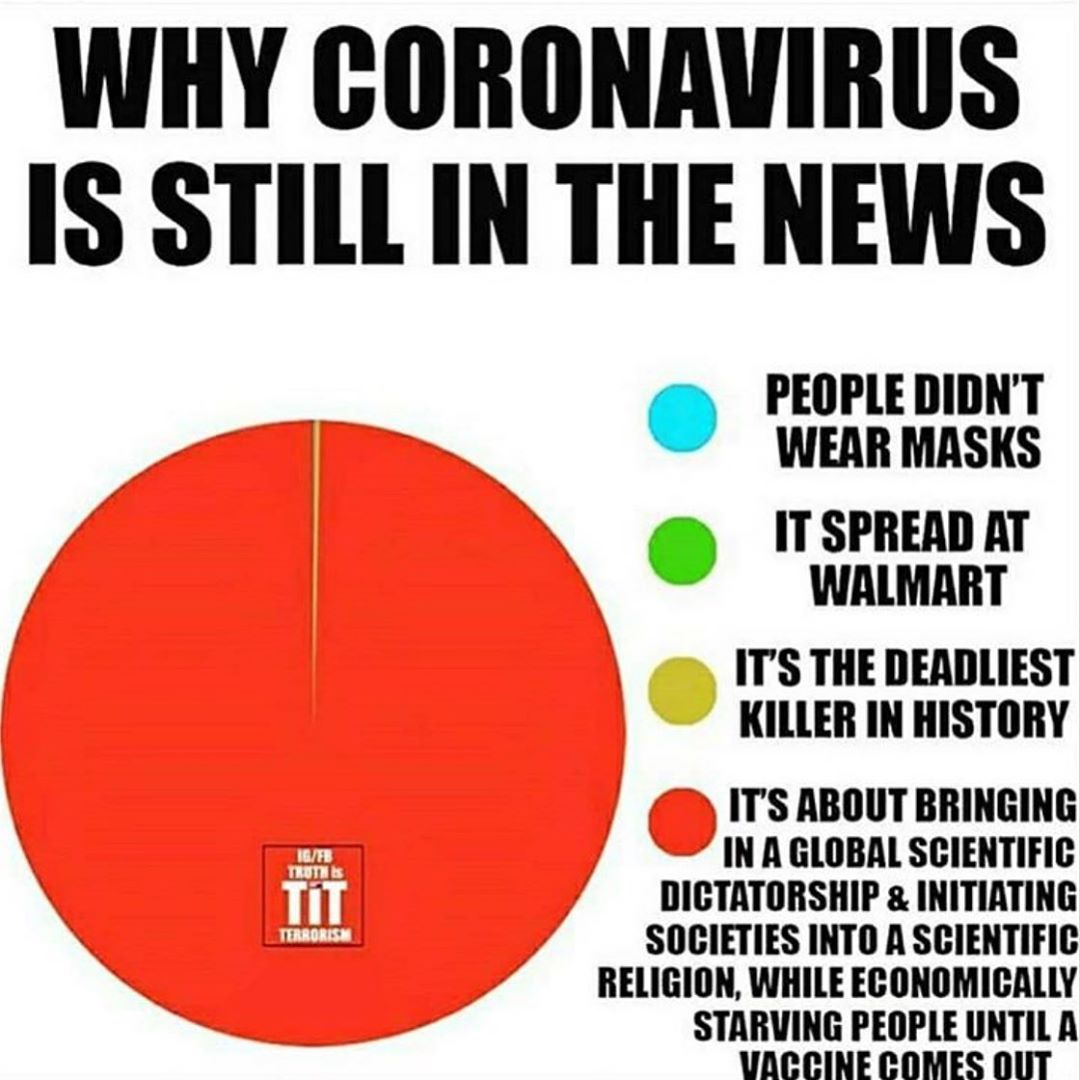 WHY CORONAVIRUS
IS STILL IN THE NEWS
PEOPLE DIDN'T
WEAR MASKS
IT SPREAD AT
WALMART
IT'S THE DEADLIEST
KILLER IN HISTORY
IT'S ABOUT BRINGING
IN A GLOBAL SCIENTIFIC
DICTATORSHIP & INITIATING
SOCIETIES INTO A SCIENTIFIC
RELIGION, WHILE ECONOMICALLY
STARVING PEOPLE UNTIL A
VACCINE COMES OUT
IG/FB
TRUTH is
TiT
TERRORISM